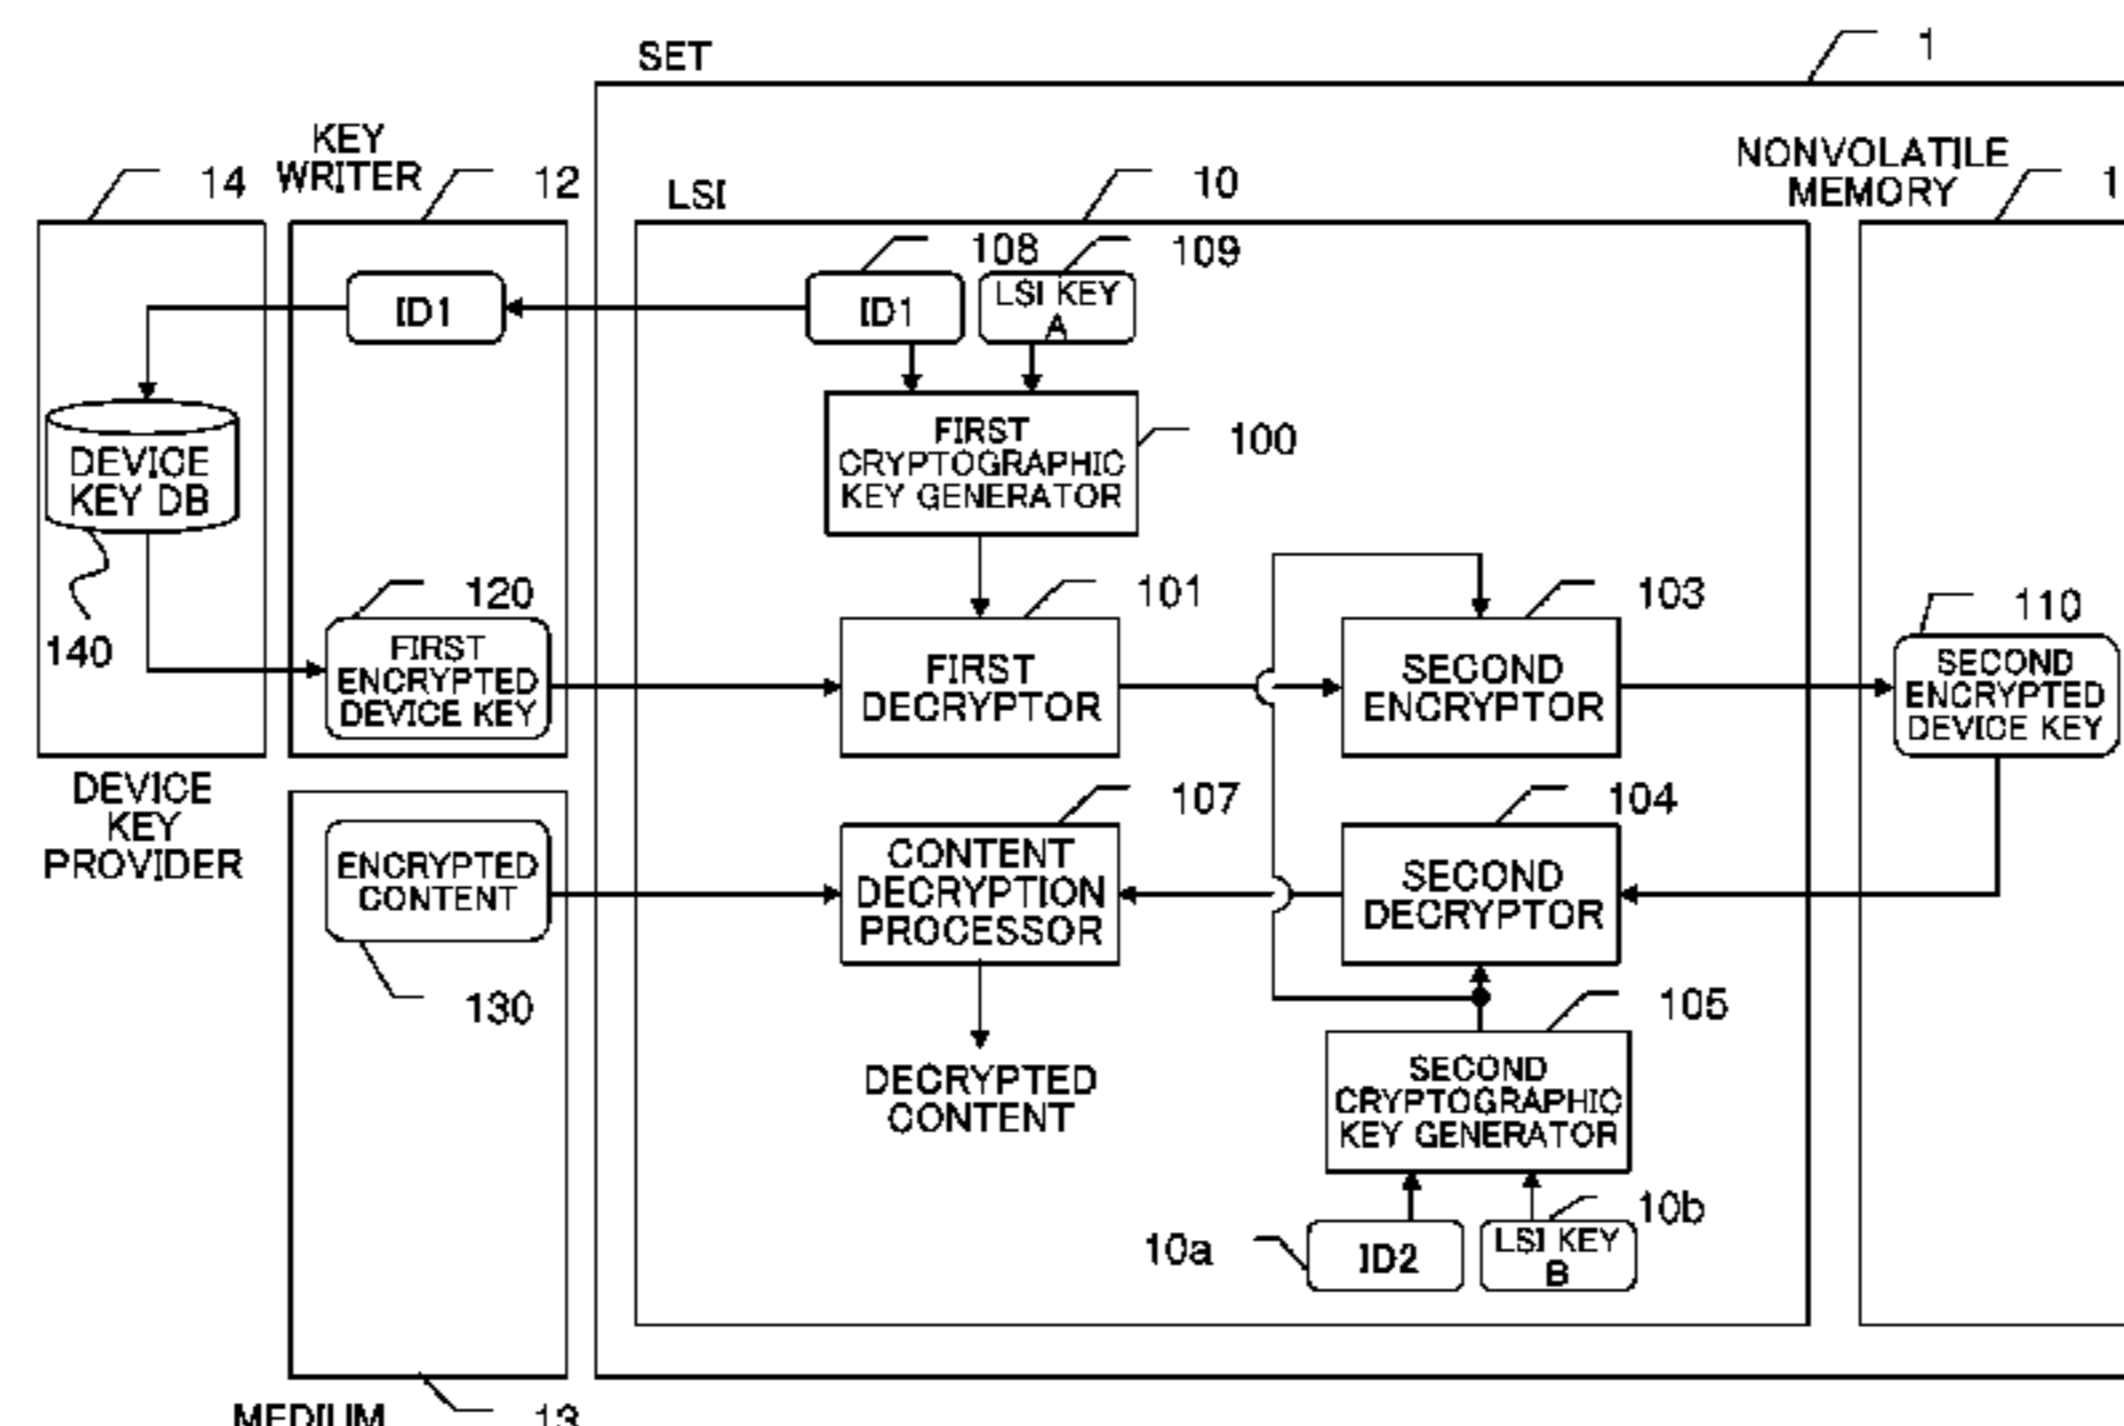 SET
1
KEY
WRITER
14
12
LSI
10
NONVOLATILE
MEMORY
1
108
109
ID1
ID1
LSI KEY
A
FIRST
CRYPTOGRAPHIC
KEY GENERATOR
100
DEVICE
KEY DB
140
120
FIRST
ENCRYPTED
DEVICE KEY
101
FIRST
DECRYPTOR
103
SECOND
ENCRYPTOR
110
SECOND
ENCRYPTED
DEVICE KEY
DEVICE
KEY
PROVIDER
ENCRYPTED
CONTENT
130
107
CONTENT
DECRYPTION
PROCESSOR
104
SECOND
DECRYPTOR
DECRYPTED
CONTENT
105
SECOND
CRYPTOGRAPHIC
KEY GENERATOR
10a
ID2
10b
LSI KEY
B
MEDIUM
13